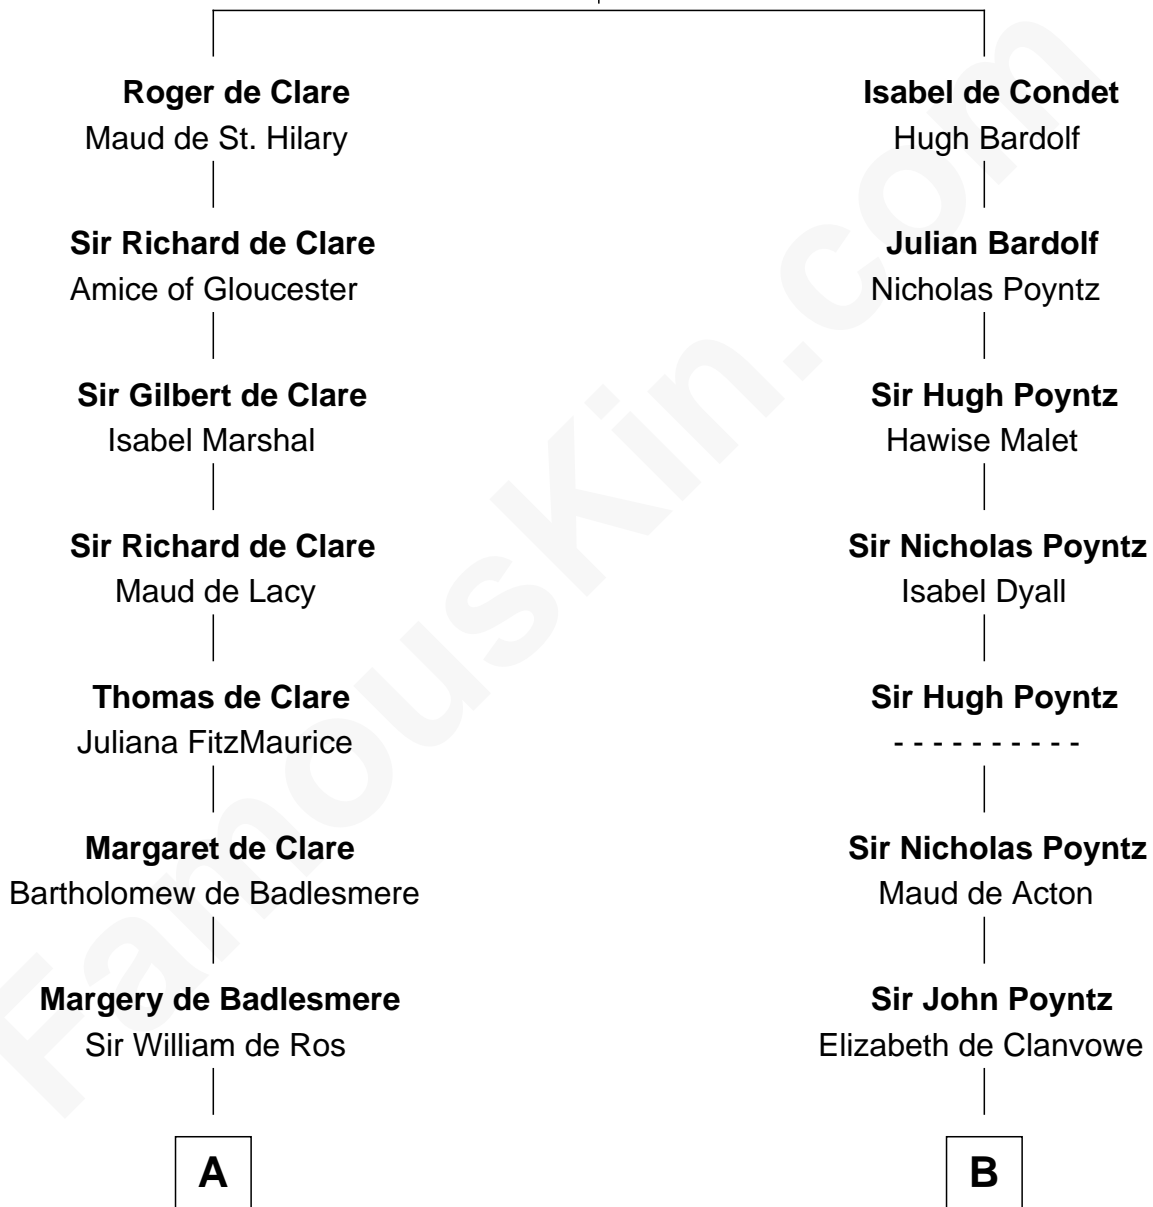 Roger de Clare
Maud de St. Hilary
Isabel de Condet
Hugh Bardolf
Sir Richard de Clare
Amice of Gloucester
Julian Bardolf
Nicholas Poyntz
Sir Gilbert de Clare
Isabel Marshal
Sir Hugh Poyntz
Hawise Malet
Sir Richard de Clare
Maud de Lacy
Sir Nicholas Poyntz
Isabel Dyall
Thomas de Clare
Juliana FitzMaurice
Sir Hugh Poyntz
- - - - - - - - - -
Margaret de Clare
Bartholomew de Badlesmere
Sir Nicholas Poyntz
Maud de Acton
Margery de Badlesmere
Sir William de Ros
Sir John Poyntz
Elizabeth de Clanvowe
A
B
FamousKin.com